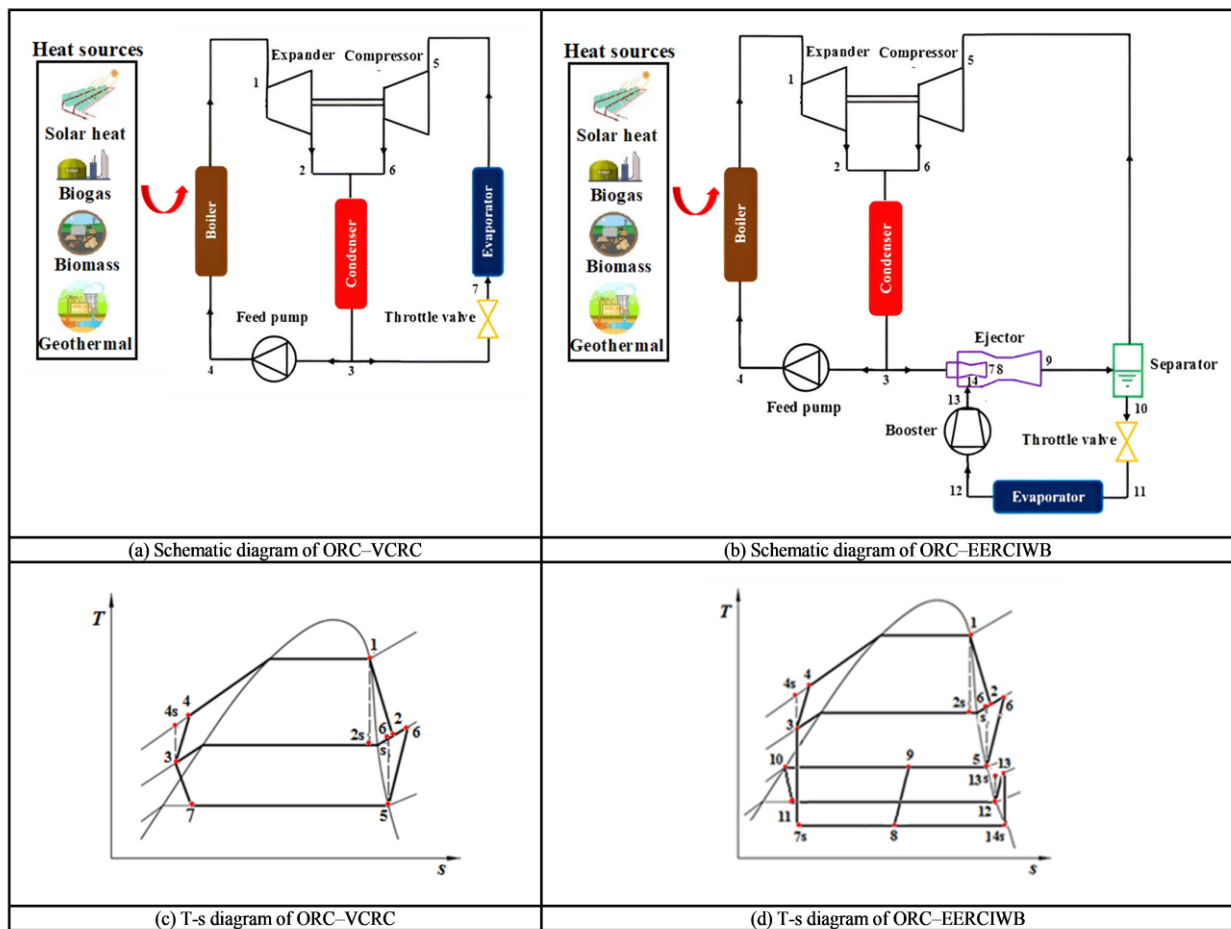 Heat sources
Solar heat
Biogas
Biomass
Geothermal
Expander
Compressor
1
5
2
6
Boiler
Condenser
Evaporator
7
Feed pump
Throttle valve
4
3
(a) Schematic diagram of ORC–VCRC
Heat sources
Solar heat
Biogas
Biomass
Geothermal
Expander
Compressor
1
5
2
6
Boiler
Condenser
Ejector
7 8
9
14
Separator
4
3
13
10
Feed pump
Booster
Throttle valve
12
Evaporator
11
(b) Schematic diagram of ORC–EERCIWB
T
1
4s
4
2s
6
s
2
6
3
7
5
s
(c) T-s diagram of ORC–VCRC
T
1
4s
4
2s
6
s
2
6
3
10
9
5
13
s
13
11
12
7s
8
14s
s
(d) T-s diagram of ORC–EERCIWB